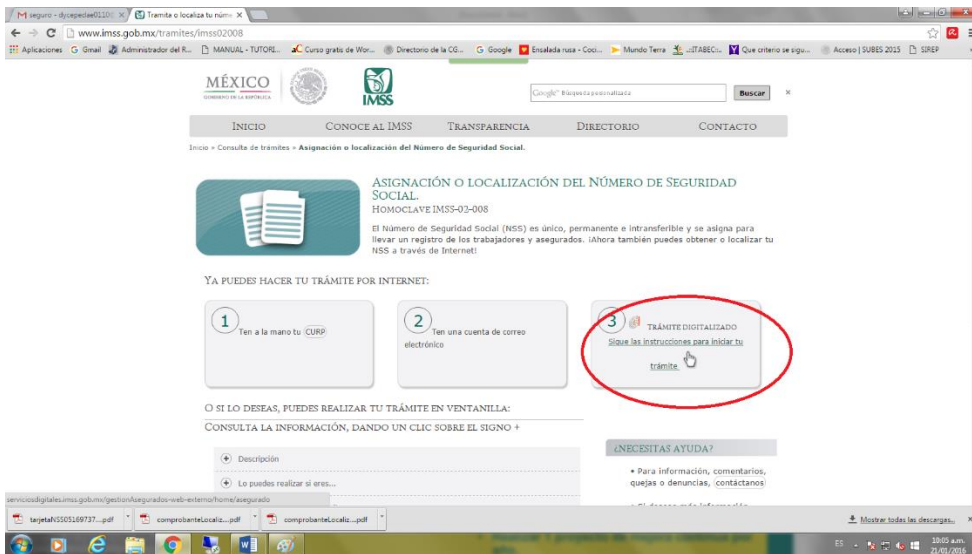 seguro - dycepedae01100
Tramita o localiza tu núme
www.imss.gob.mx/tramites/imss02008
Aplicaciones
Gmail
Administrador del R...
MANUAL - TUTORI...
Curso gratis de Wor...
Directorio de la CG...
Google
Ensalada rusa - Coci...
Mundo Terra
.::ITABEC::.
Que criterio se sigu...
Acceso | SUBES 2015
SIREP
MÉXICO
GOBIERNO DE LA REPÚBLICA
IMSS
Google™ Búsqueda personalizada
Buscar
×
INICIO
CONOCE AL IMSS
TRANSPARENCIA
DIRECTORIO
CONTACTO
Inicio » Consulta de trámites » Asignación o localización del Número de Seguridad Social.
ASIGNACIÓN O LOCALIZACIÓN DEL NÚMERO DE SEGURIDAD
SOCIAL.
HOMOCLAVE IMSS-02-008
El Número de Seguridad Social (NSS) es único, permanente e intransferible y se asigna para
llevar un registro de los trabajadores y asegurados. ¡Ahora también puedes obtener o localizar tu
NSS a través de Internet!
YA PUEDES HACER TU TRÁMITE POR INTERNET:
1
Ten a la mano tu CURP
2
Ten una cuenta de correo
electrónico
3
TRÁMITE DIGITALIZADO
Sigue las instrucciones para iniciar tu
trámite
O SI LO DESEAS, PUEDES REALIZAR TU TRÁMITE EN VENTANILLA:
CONSULTA LA INFORMACIÓN, DANDO UN CLIC SOBRE EL SIGNO +
Descripción
Lo puedes realizar si eres...
¿NECESITAS AYUDA?
• Para información, comentarios,
quejas o denuncias, contáctanos
serviciosdigitales.imss.gob.mx/gestionAsegurados-web-externo/home/asegurado
tarjetaNSS05169737....pdf
comprobanteLocaliz....pdf
comprobanteLocaliz....pdf
Mostrar todas las descargas...
ES
10:05 a.m.
21/01/2016